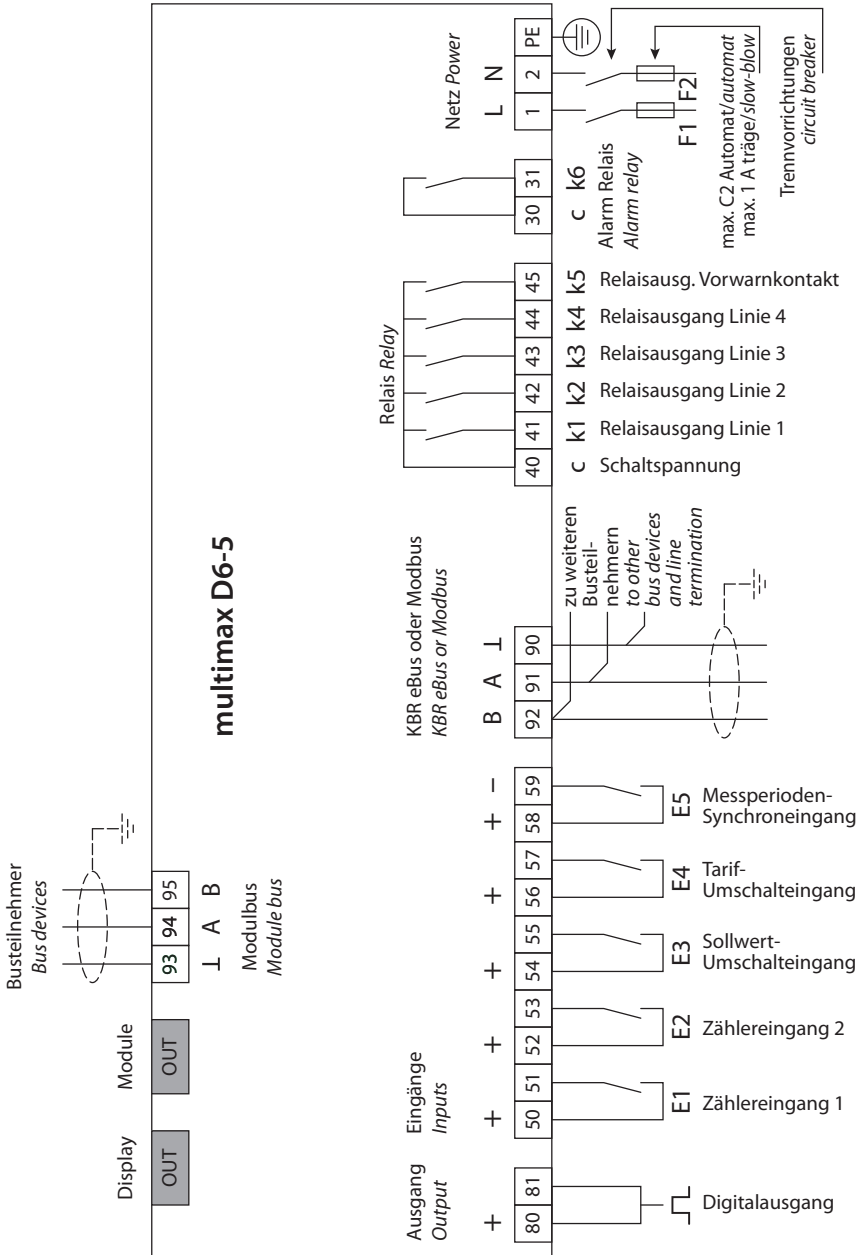 Busteilnehmer
Bus devices
93
94
95
⊥
A
B
Modulbus
Module bus
Module
OUT
Display
OUT
multimax D6-5
Netz Power
L
N
1
2
PE
F1
F2
max. C2 Automat/automat
max. 1 A träge/slow-blow
Trennvorrichtungen
circuit breaker
30
31
c
k6
Alarm Relais
Alarm relay
Relais Relay
45
k5
Relaisausg. Vorwarnkontakt
44
k4
Relaisausgang Linie 4
43
k3
Relaisausgang Linie 3
42
k2
Relaisausgang Linie 2
41
k1
Relaisausgang Linie 1
40
c
Schaltspannung
KBR eBus oder Modbus
KBR eBus or Modbus
B
A
⊥
92
91
90
zu weiteren
Busteil-
nehmern
to other
bus devices
and line
termination
+
–
58
59
E5
Messperioden-
Synchroneingang
+
56
57
E4
Tarif-
Umschalteingang
+
54
55
E3
Sollwert-
Umschalteingang
+
52
53
E2
Zählereingang 2
Eingänge
Inputs
+
50
51
E1
Zählereingang 1
Ausgang
Output
+
80
81
Digitalausgang